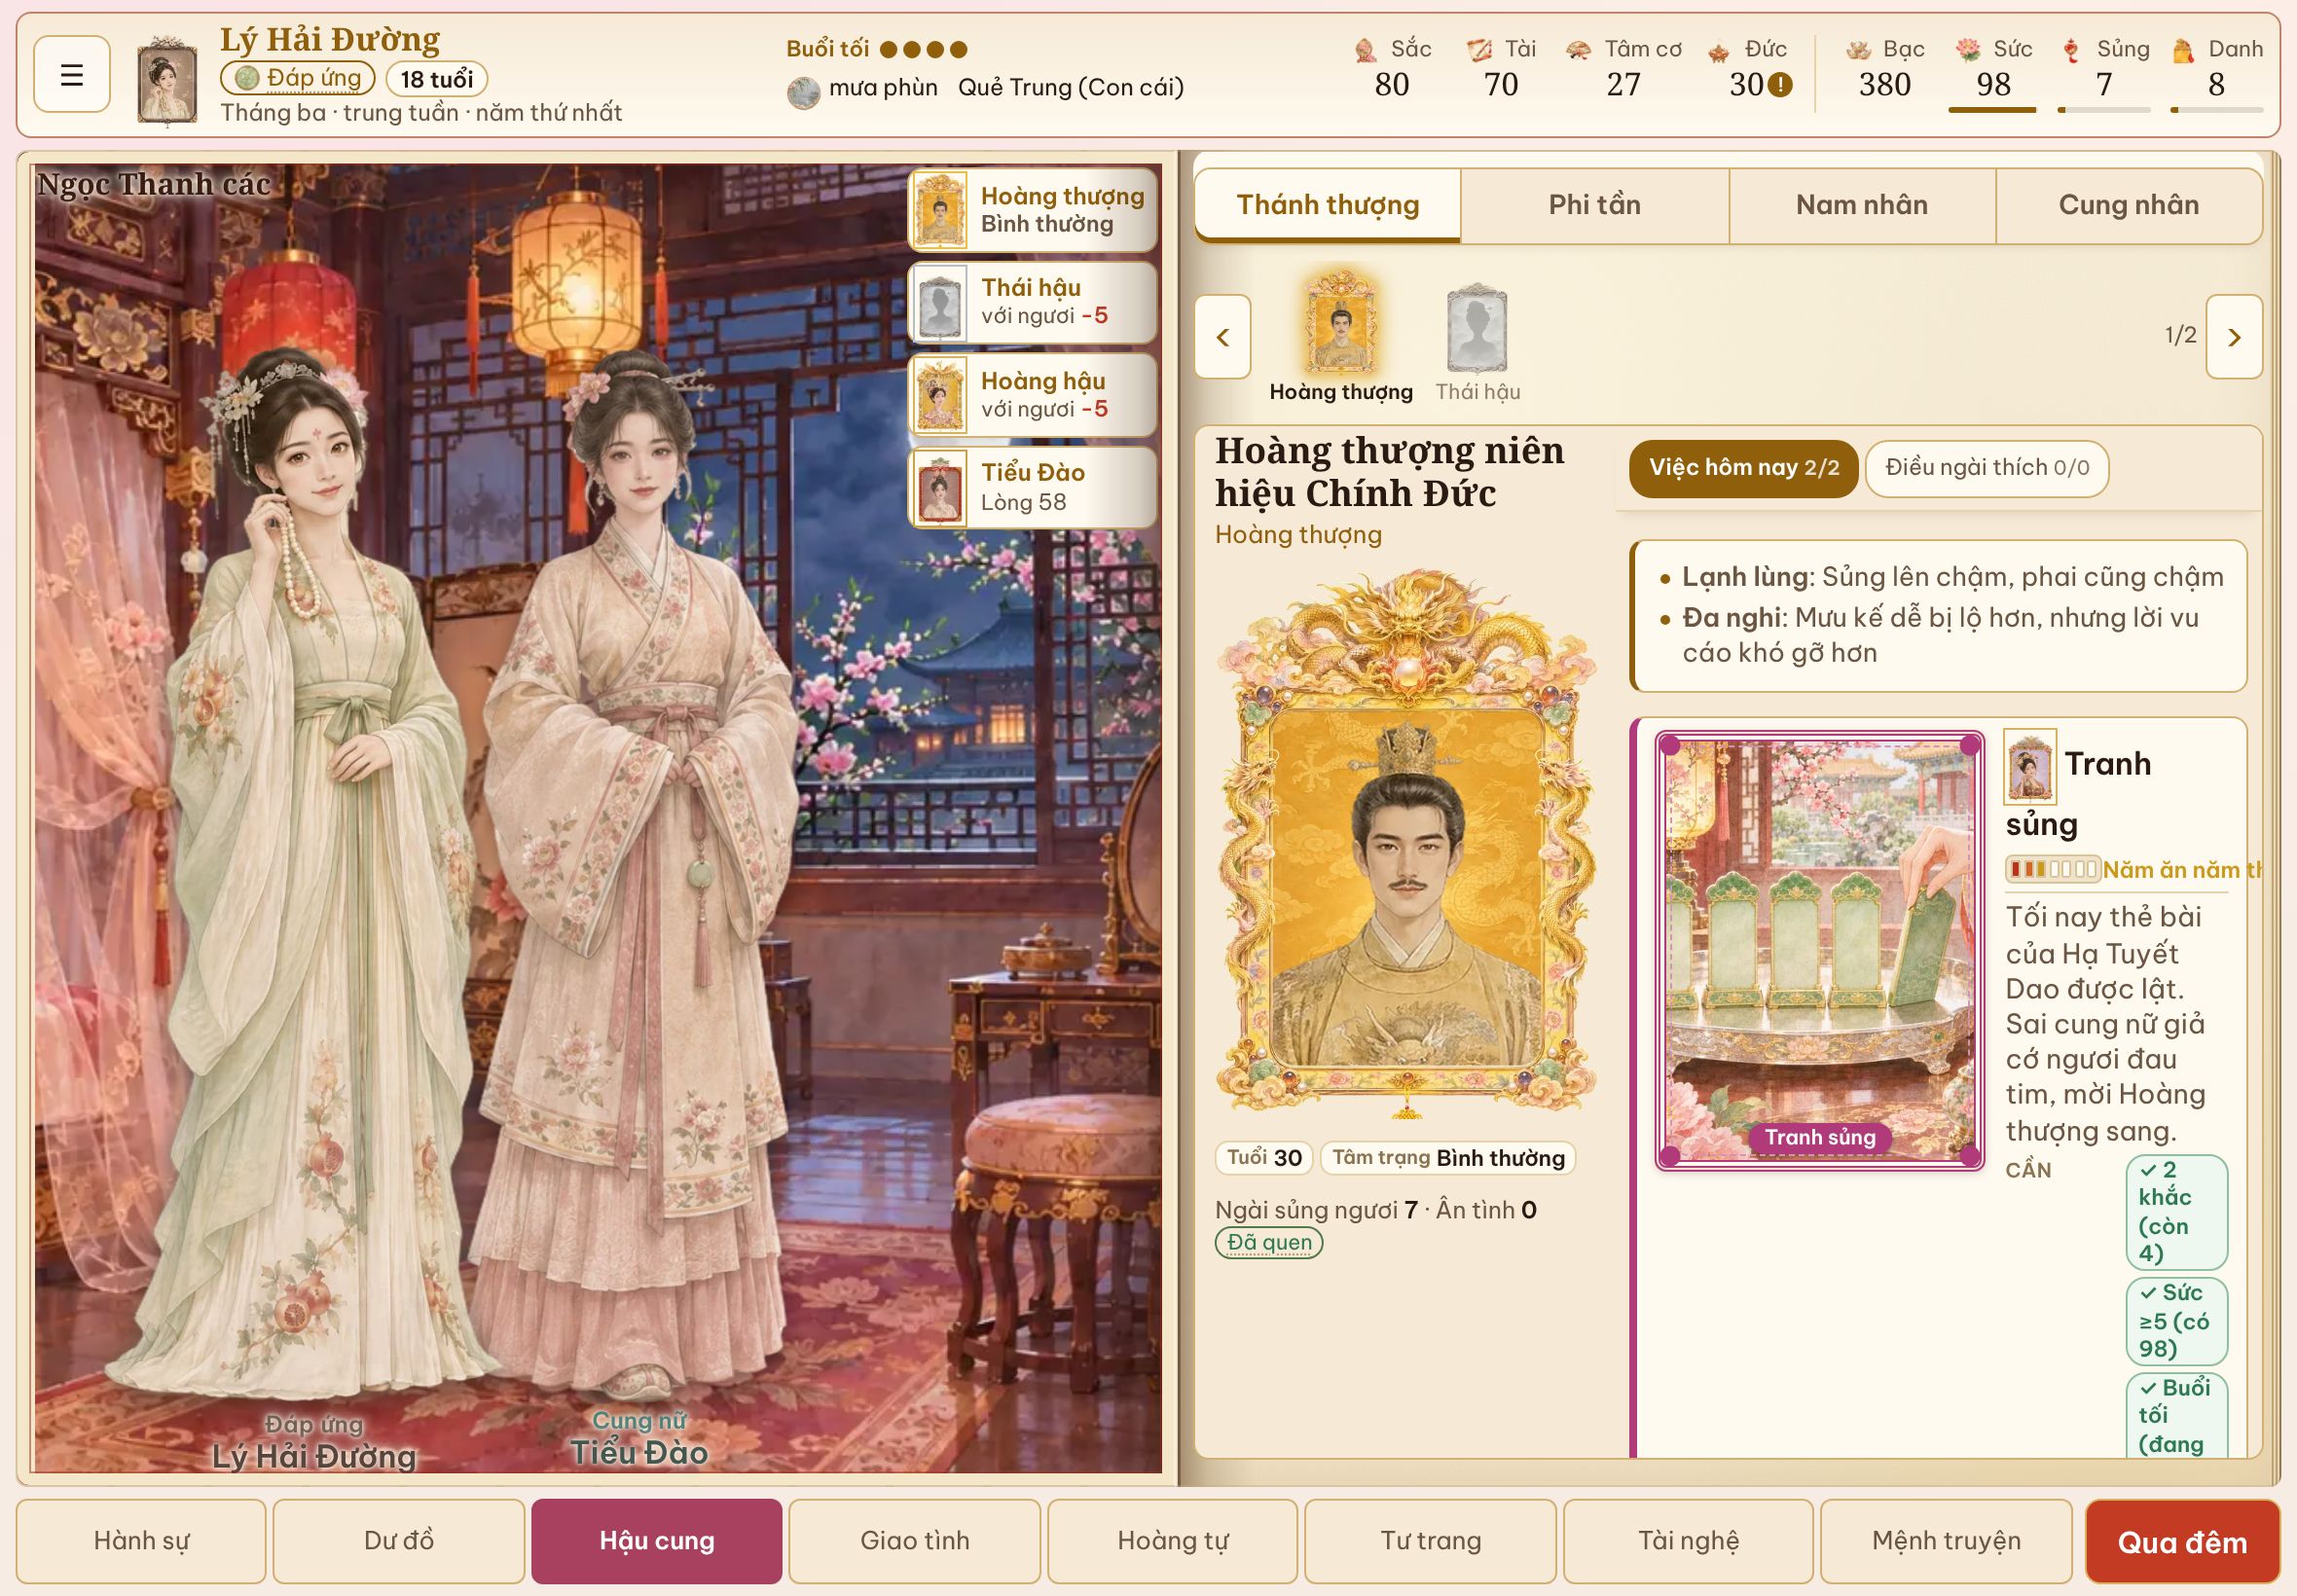 ☰
Lý Hải Đường
Đáp ứng
18 tuổi
Tháng ba · trung tuần · năm thứ nhất
Buổi tối
mưa phùn Quẻ Trung (Con cái)
Sắc
80
Tài
70
Tâm cơ
27
Đức
30!
Bạc
380
Sức
98
Sủng
7
Danh
8
Ngọc Thanh các
Hoàng thượng
Bình thường
Thái hậu
với ngươi -5
Hoàng hậu
với ngươi -5
Tiểu Đào
Lòng 58
Đáp ứng
Lý Hải Đường
Cung nữ
Tiểu Đào
Thánh thượng
Phi tần
Nam nhân
Cung nhân
Hoàng thượng
Thái hậu
1/2
Hoàng thượng niên
hiệu Chính Đức
Hoàng thượng
Tuổi 30
Tâm trạng Bình thường
Ngài sủng ngươi 7 · Ân tình 0
Đã quen
Việc hôm nay 2/2
Điều ngài thích 0/0
• Lạnh lùng: Sủng lên chậm, phai cũng chậm
• Đa nghi: Mưu kế dễ bị lộ hơn, nhưng lời vu
cáo khó gỡ hơn
Tranh sủng
Tranh
sủng
Năm ăn năm th
Tối nay thẻ bài
của Hạ Tuyết
Dao được lật.
Sai cung nữ giả
cớ ngươi đau
tim, mời Hoàng
thượng sang.
CẦN
✓ 2
khắc
(còn
4)
✓ Sức
≥5 (có
98)
✓ Buổi
tối
(đang
Hành sự
Dư đồ
Hậu cung
Giao tình
Hoàng tự
Tư trang
Tài nghệ
Mệnh truyện
Qua đêm